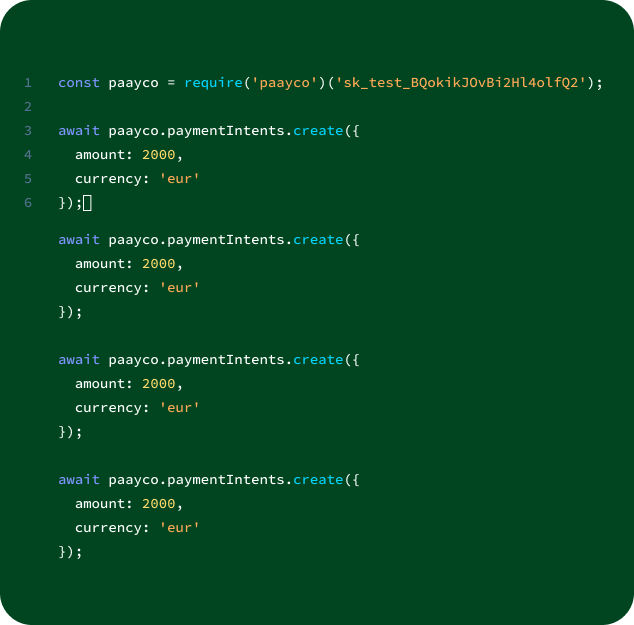 1 const paayco = require('paayco')('sk_test_BQokikJOvBi2Hl4olfQ2');
2
3 await paayco.paymentIntents.create({
4   amount: 2000,
5   currency: 'eur'
6 });
await paayco.paymentIntents.create({
  amount: 2000,
  currency: 'eur'
});
await paayco.paymentIntents.create({
  amount: 2000,
  currency: 'eur'
});
await paayco.paymentIntents.create({
  amount: 2000,
  currency: 'eur'
});